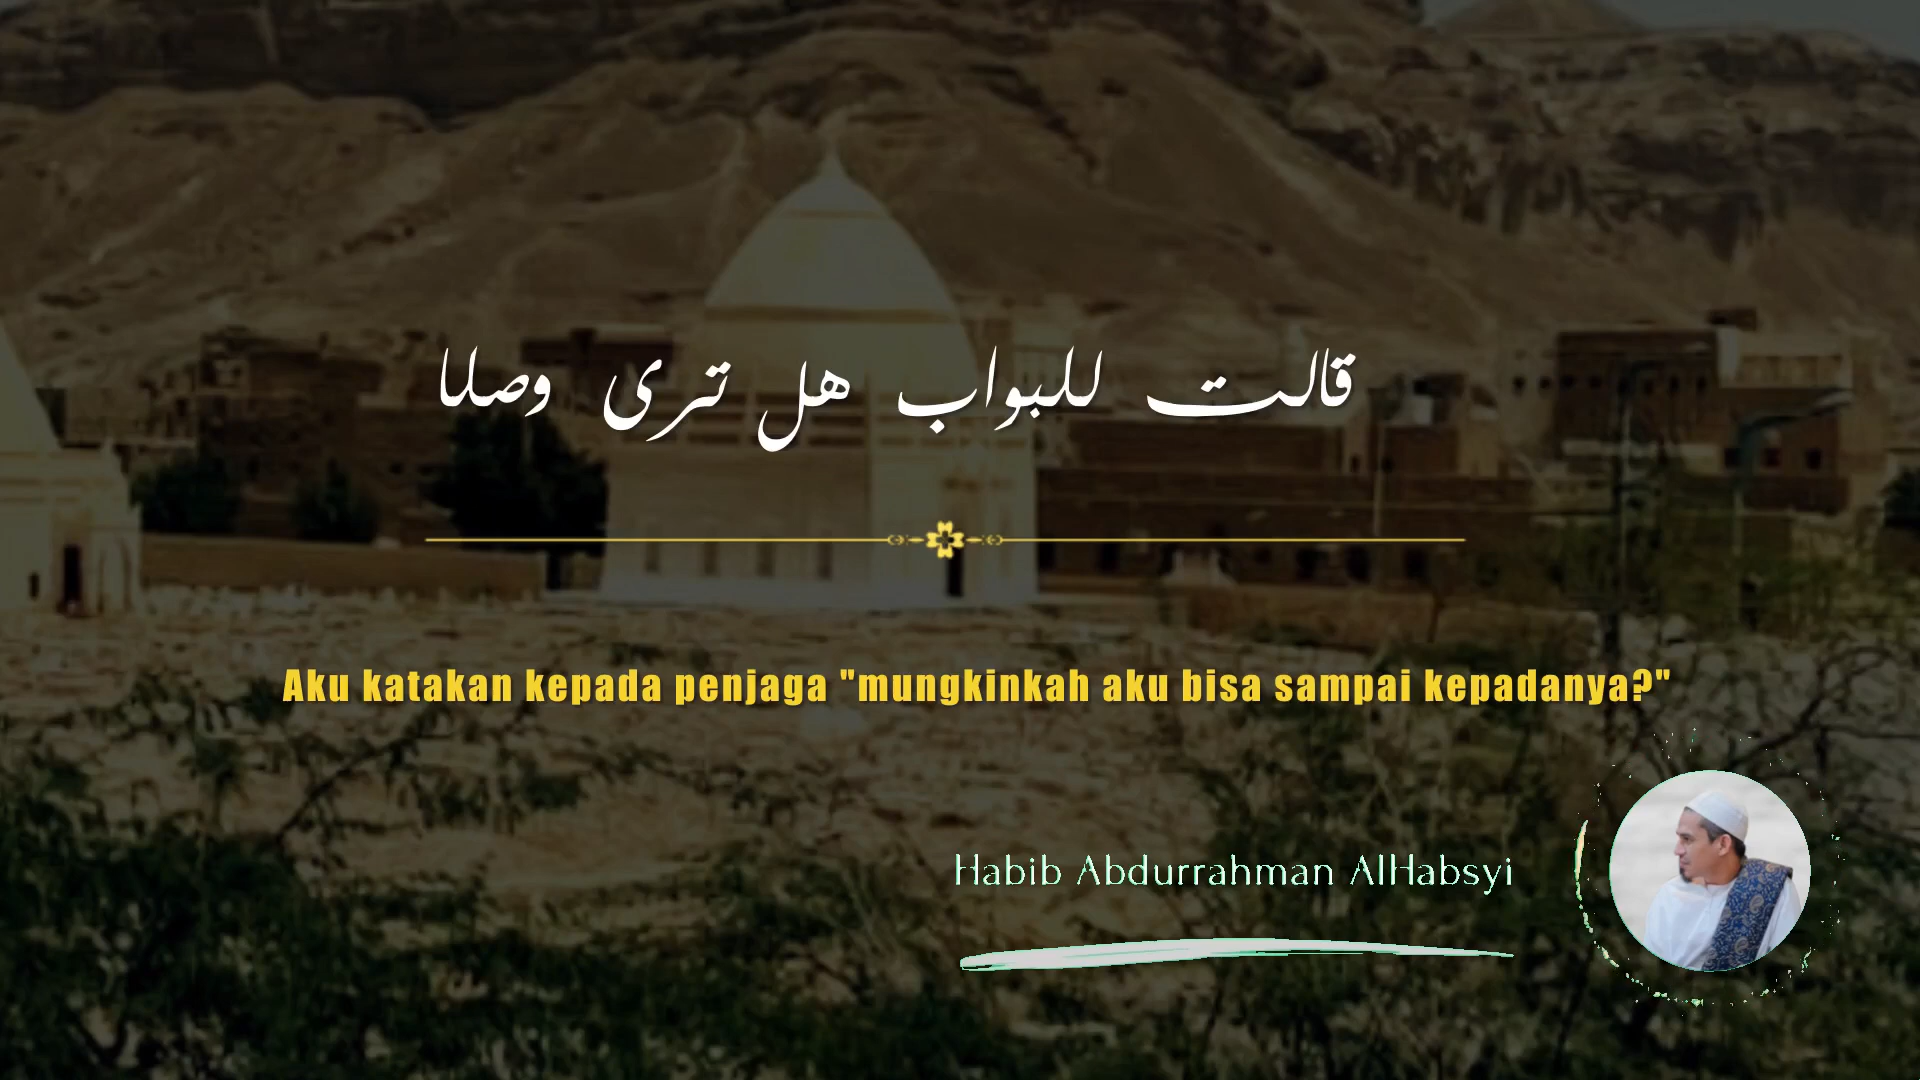 قالت للبواب هل ترى وصلا
Aku katakan kepada penjaga "mungkinkah aku bisa sampai kepadanya?"
Habib Abdurrahman AlHabsyi